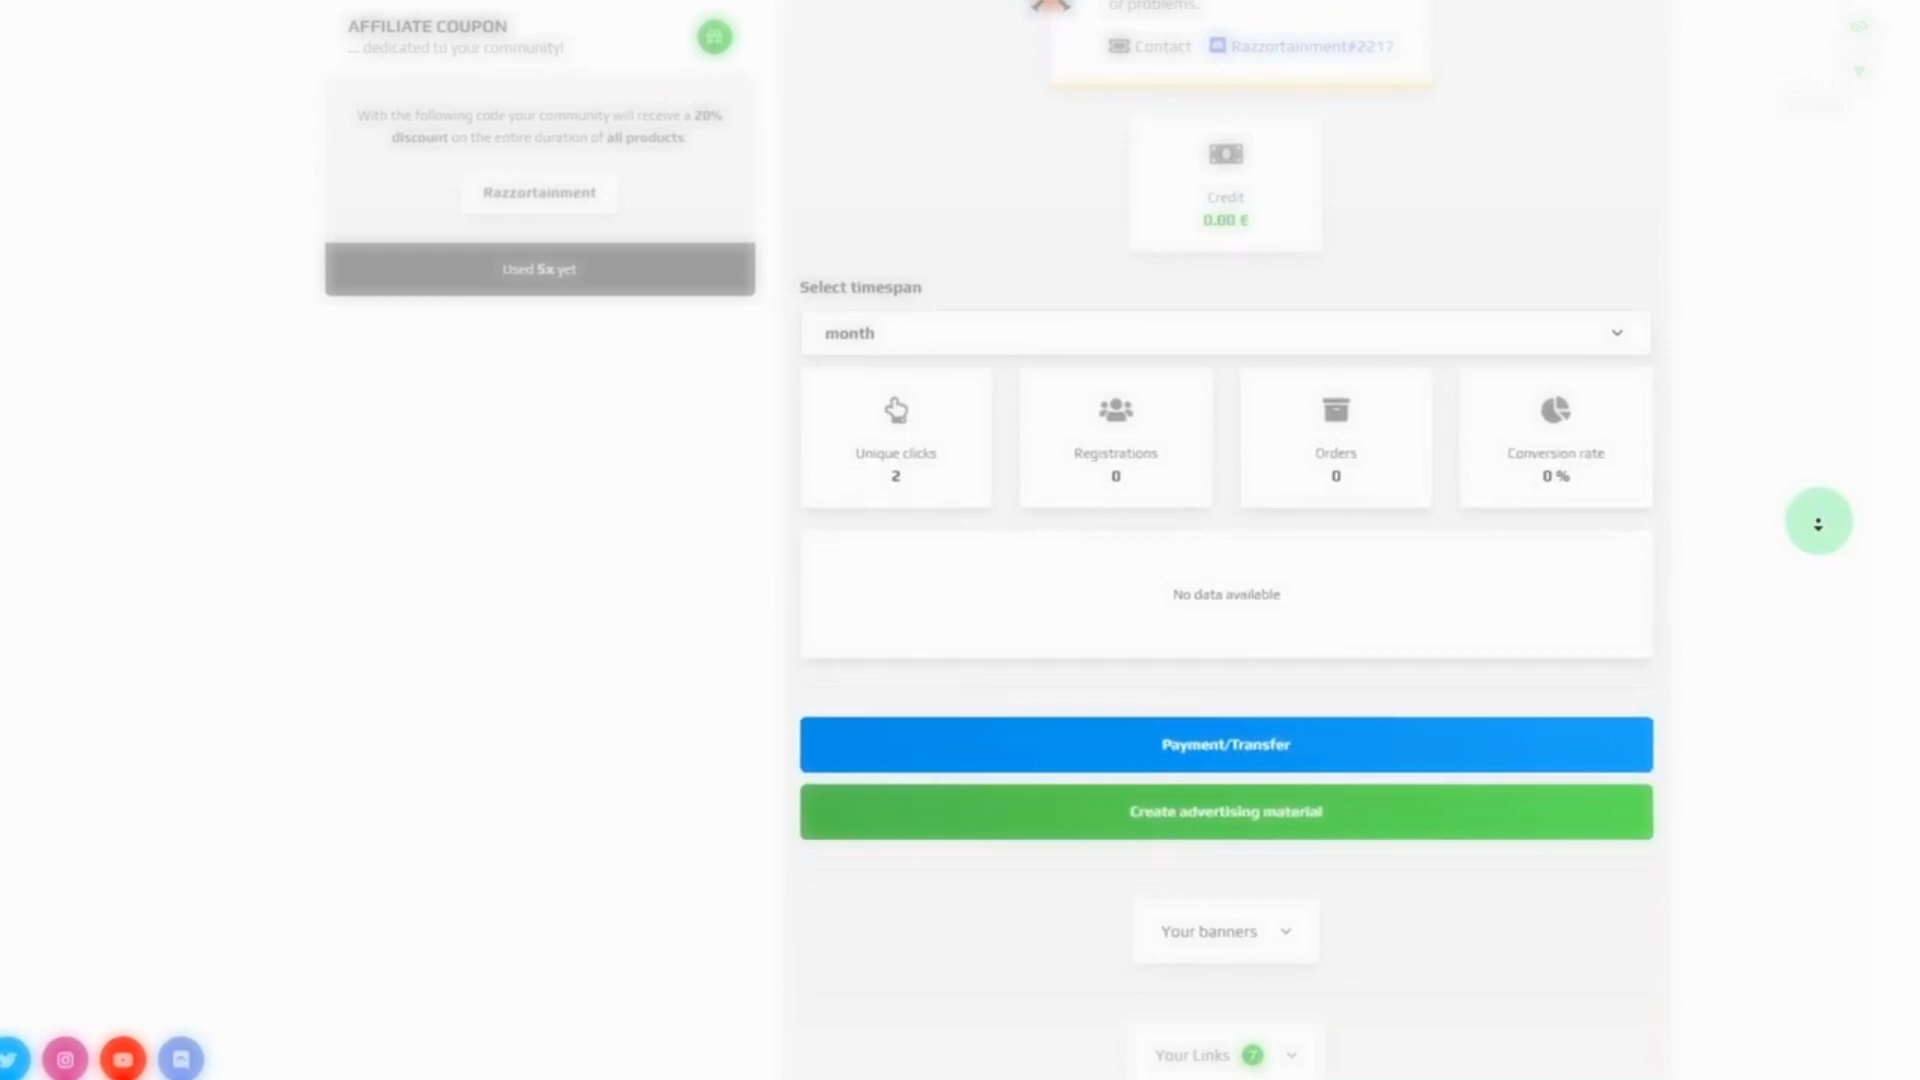 AFFILIATE COUPON
... dedicated to your community!
With the following code your community will receive a 20%
discount on the entire duration of all products.
Razzortainment
Used 5x yet
or problems.
Contact Razzortainment#2217
Credit
0.00 €
Select timespan
month
Unique clicks
2
Registrations
0
Orders
0
Conversion rate
0 %
No data available
Payment/Transfer
Create advertising material
Your banners
Your Links 7